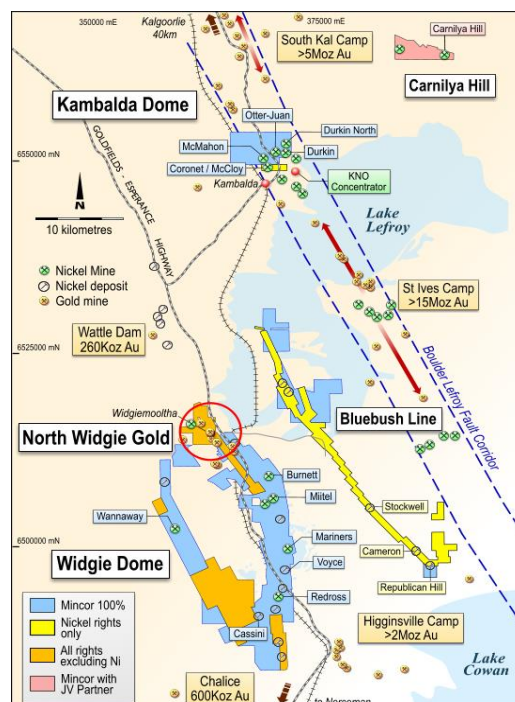 350000 mE
Kalgoorlie
40km
375000 mE
South Kal Camp
>5Moz Au
Carnilya Hill
Carnilya Hill
Kambalda Dome
Otter-Juan
Durkin North
McMahon
Durkin
6550000 mN
Coronet / McCloy
KNO
Concentrator
Kambalda
GOLDFIELDS - ESPERANCE HIGHWAY
N
10 kilometres
Lake
Lefroy
Nickel Mine
Nickel deposit
Gold mine
St Ives Camp
>15Moz Au
Wattle Dam
260Koz Au
6525000 mN
Boulder Lefroy Fault Corridor
Widgiemooltha
Bluebush Line
North Widgie Gold
Burnett
Miitel
Stockwell
Wannaway
Mariners
6500000 mN
Cameron
Widgie Dome
Voyce
Republican Hill
Redross
Mincor 100%
Nickel rights
only
All rights
excluding Ni
Mincor with
JV Partner
Cassini
Higginsville Camp
>2Moz Au
Lake
Cowan
Chalice
600Koz Au
to Norseman